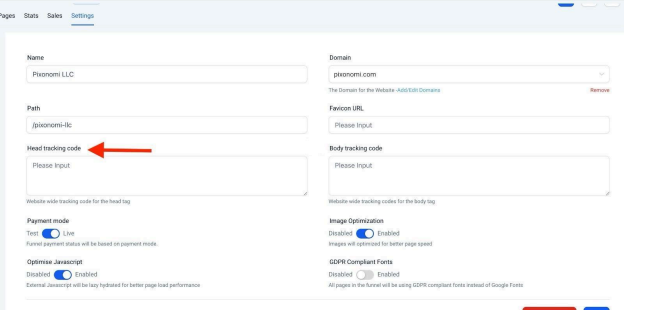 Pages Stats Sales Settings
Name
Pixonomi LLC
Domain
pixonomi.com
The Domain for the Website -Add/Edit Domains Remove
Path
/pixonomi-llc
Favicon URL
Please Input
Head tracking code
Please Input
Website wide tracking code for the head tag
Body tracking code
Please Input
Website wide tracking codes for the body tag
Payment mode
Test Live
Funnel payment status will be based on payment mode.
Image Optimization
Disabled Enabled
Images will optimized for better page speed
Optimise Javascript
Disabled Enabled
External Javascript will be lazy hydrated for better page load performance
GDPR Compliant Fonts
Disabled Enabled
All pages in the funnel will be using GDPR compliant fonts instead of Google Fonts